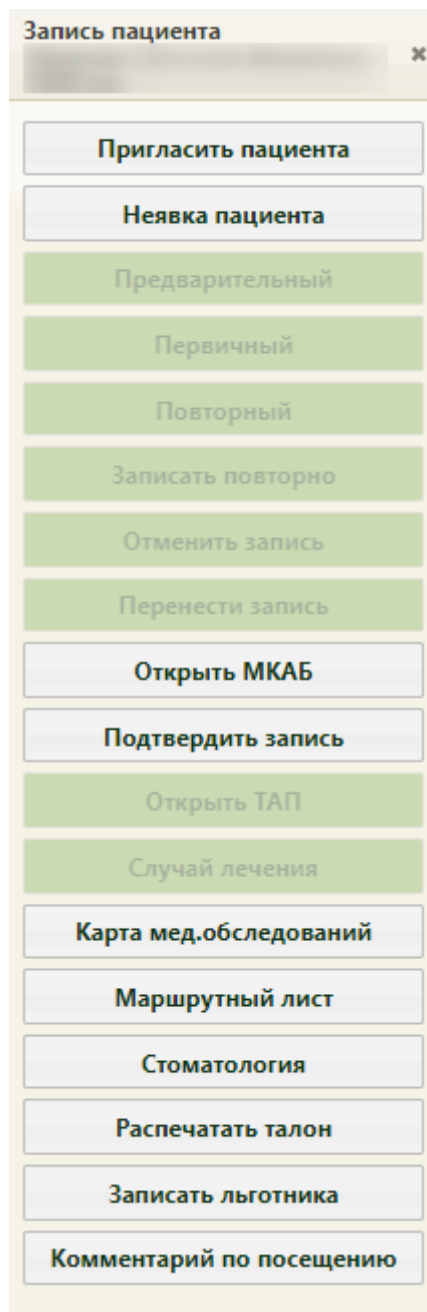 Запись пациента
Пригласить пациента
Неявка пациента
Предварительный
Первичный
Повторный
Записать повторно
Отменить запись
Перенести запись
Открыть МКАБ
Подтвердить запись
Открыть ТАП
Случай лечения
Карта мед.обследований
Маршрутный лист
Стоматология
Распечатать талон
Записать льготника
Комментарий по посещению